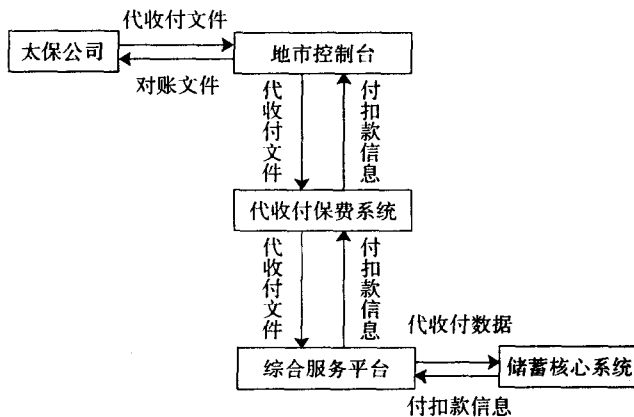 代收付文件
太保公司
地市控制台
对账文件
代收付文件
付扣款信息
代收付保费系统
代收付文件
付扣款信息
代收付数据
综合服务平台
储蓄核心系统
付扣款信息